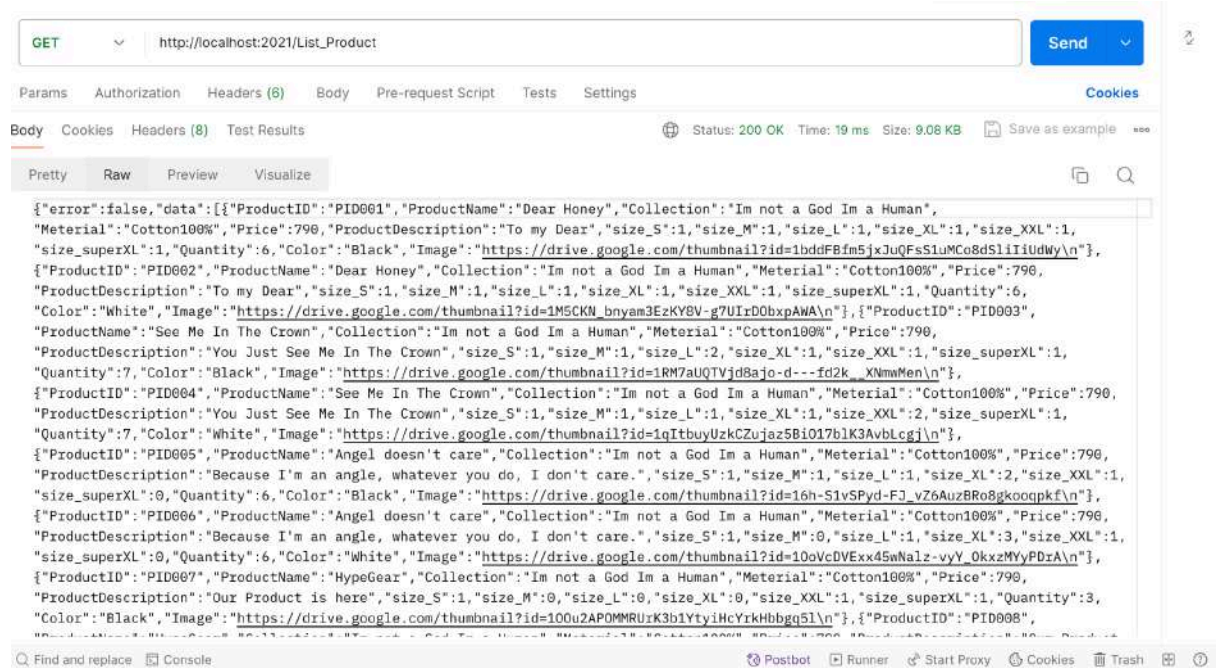 GET http://localhost:2021/List_Product Send
Params Authorization Headers (6) Body Pre-request Script Tests Settings Cookies
Body Cookies Headers (8) Test Results Status: 200 OK Time: 19 ms Size: 9.08 KB Save as example
Pretty Raw Preview Visualize
{"error":false,"data":[{"ProductID":"PID001","ProductName":"Dear Honey","Collection":"Im not a God Im a Human",
"Meterial":"Cotton100%","Price":790,"ProductDescription":"To my Dear","size_S":1,"size_M":1,"size_L":1,"size_XL":1,"size_XXL":1,
"size_superXL":1,"Quantity":6,"Color":"Black","Image":"https://drive.google.com/thumbnail?id=1bddFBfm5jxJuQFsS1uMCo8dSliIiUdWy\n"},
{"ProductID":"PID002","ProductName":"Dear Honey","Collection":"Im not a God Im a Human","Meterial":"Cotton100%","Price":790,
"ProductDescription":"To my Dear","size_S":1,"size_M":1,"size_L":1,"size_XL":1,"size_XXL":1,"size_superXL":1,"Quantity":6,
"Color":"White","Image":"https://drive.google.com/thumbnail?id=1M5CKN_bnyam3EzKY8V-g7UIrDObxpAWA\n"},{"ProductID":"PID003",
"ProductName":"See Me In The Crown","Collection":"Im not a God Im a Human","Meterial":"Cotton100%","Price":790,
"ProductDescription":"You Just See Me In The Crown","size_S":1,"size_M":1,"size_L":2,"size_XL":1,"size_XXL":1,"size_superXL":1,
"Quantity":7,"Color":"Black","Image":"https://drive.google.com/thumbnail?id=1RM7aUQTVjd8ajo-d---fd2k__XNmwMen\n"},
{"ProductID":"PID004","ProductName":"See Me In The Crown","Collection":"Im not a God Im a Human","Meterial":"Cotton100%","Price":790,
"ProductDescription":"You Just See Me In The Crown","size_S":1,"size_M":1,"size_L":1,"size_XL":1,"size_XXL":2,"size_superXL":1,
"Quantity":7,"Color":"White","Image":"https://drive.google.com/thumbnail?id=1qItbuyUzkCZujaz5BiO17blK3AvbLcgj\n"},
{"ProductID":"PID005","ProductName":"Angel doesn't care","Collection":"Im not a God Im a Human","Meterial":"Cotton100%","Price":790,
"ProductDescription":"Because I'm an angle, whatever you do, I don't care.","size_S":1,"size_M":1,"size_L":1,"size_XL":2,"size_XXL":1,
"size_superXL":0,"Quantity":6,"Color":"Black","Image":"https://drive.google.com/thumbnail?id=16h-S1vSPyd-FJ_vZ6AuzBRo8gkooqpkf\n"},
{"ProductID":"PID006","ProductName":"Angel doesn't care","Collection":"Im not a God Im a Human","Meterial":"Cotton100%","Price":790,
"ProductDescription":"Because I'm an angle, whatever you do, I don't care.","size_S":1,"size_M":0,"size_L":1,"size_XL":3,"size_XXL":1,
"size_superXL":0,"Quantity":6,"Color":"White","Image":"https://drive.google.com/thumbnail?id=1OoVcDVExx45wNalz-vyY_OkxzMYyPDrA\n"},
{"ProductID":"PID007","ProductName":"HypeGear","Collection":"Im not a God Im a Human","Meterial":"Cotton100%","Price":790,
"ProductDescription":"Our Product is here","size_S":1,"size_M":0,"size_L":0,"size_XL":0,"size_XXL":1,"size_superXL":1,"Quantity":3,
"Color":"Black","Image":"https://drive.google.com/thumbnail?id=1OOu2APOMMRUrK3b1YtyiHcYrkHbbgq5l\n"},{"ProductID":"PID008",
Find and replace Console Postbot Runner Start Proxy Cookies Trash